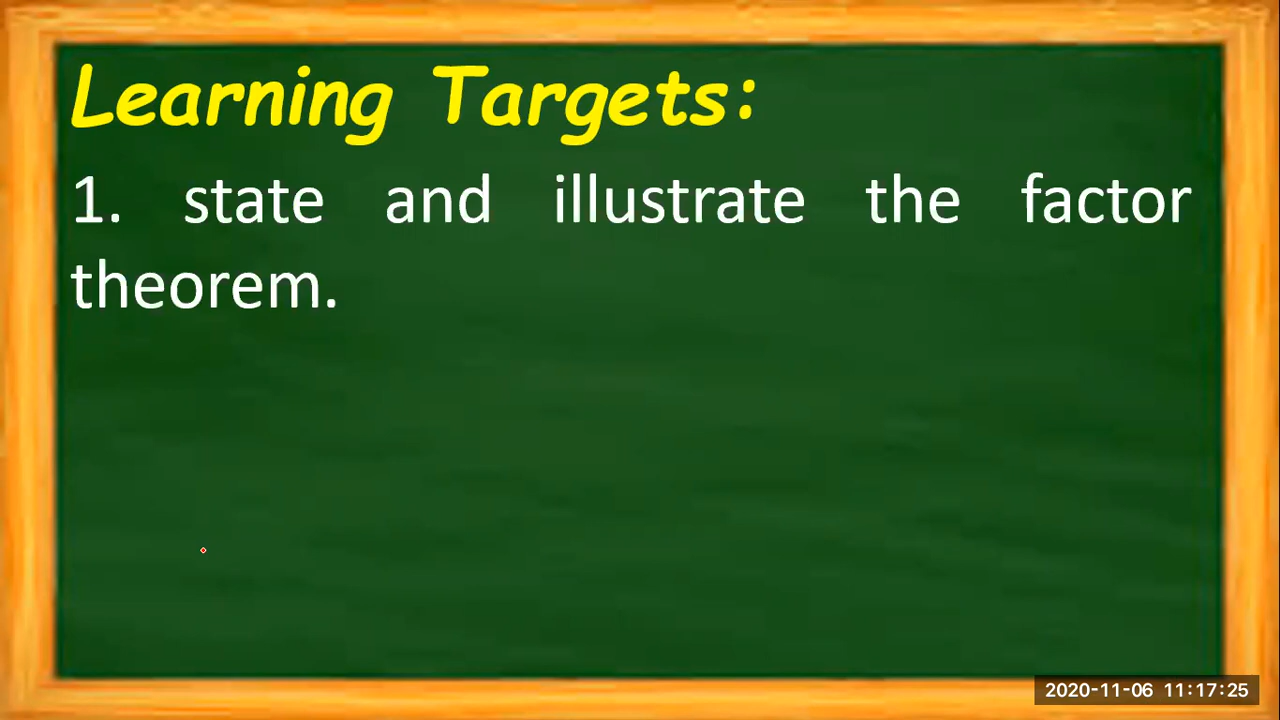 Learning Targets:
1. state and illustrate the factor
theorem.
2020-11-06 11:17:25